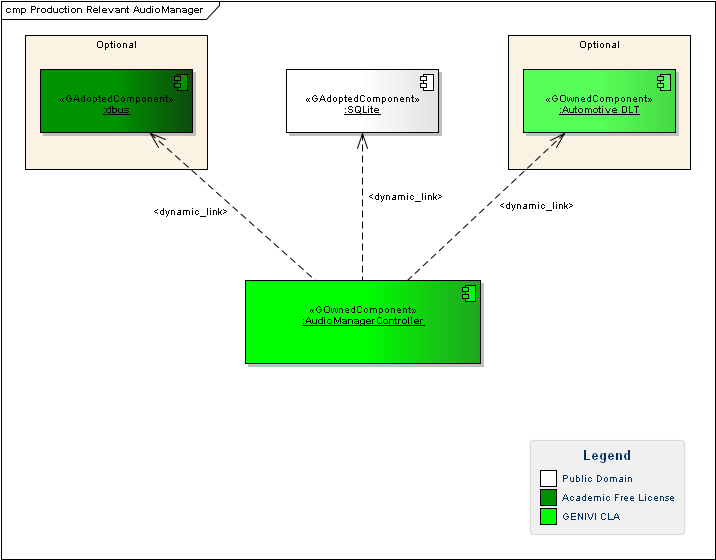 cmp Production Relevant AudioManager
Optional
«GAdoptedComponent»
:dbus
«GAdoptedComponent»
:SQLite
Optional
«GOwnedComponent»
:Automotive DLT
<dynamic_link>
<dynamic_link>
<dynamic_link>
«GOwnedComponent»
:AudioManagerController
Legend
Public Domain
Academic Free License
GENIVI CLA